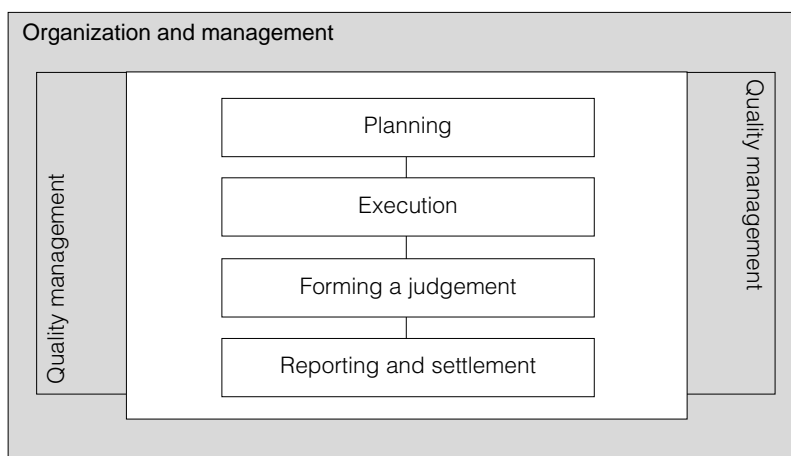 Organization and management
Quality management
Planning
Execution
Forming a judgement
Reporting and settlement
Quality management